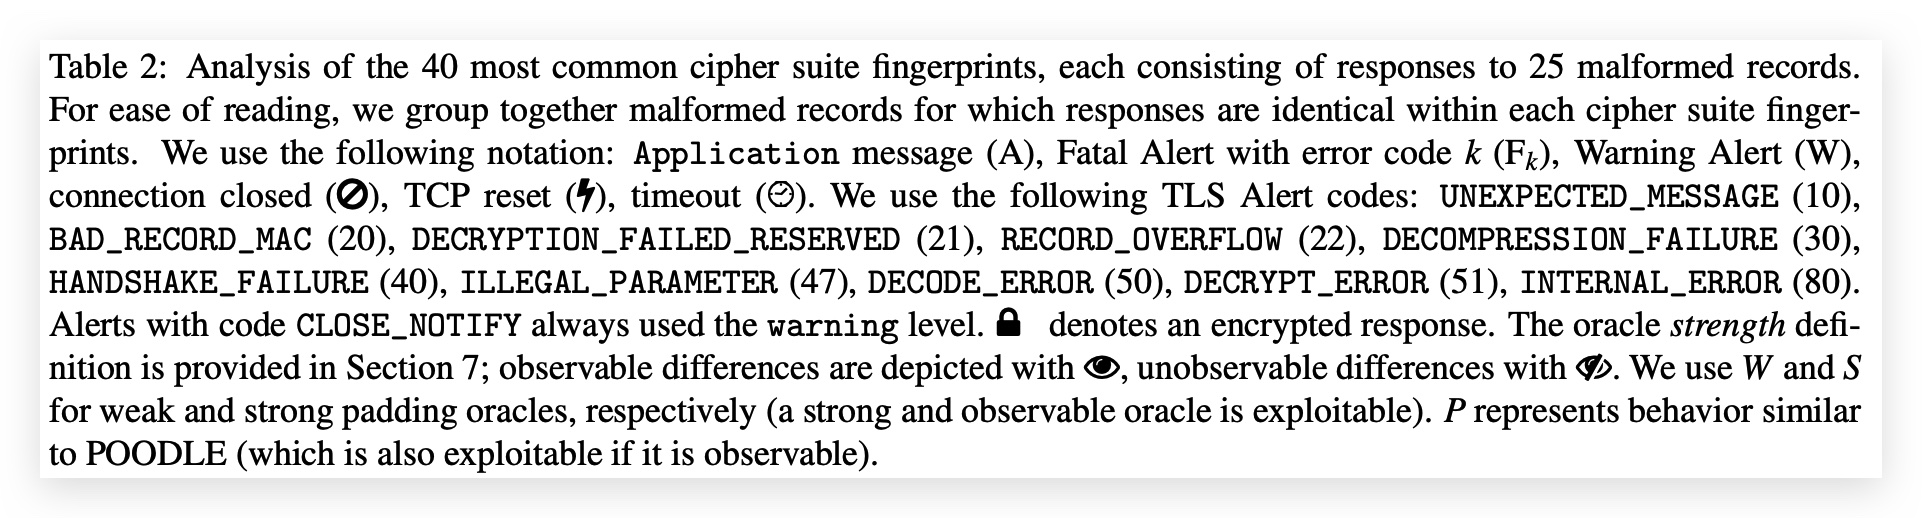 Table 2: Analysis of the 40 most common cipher suite fingerprints, each consisting of responses to 25 malformed records.
For ease of reading, we group together malformed records for which responses are identical within each cipher suite finger-
prints. We use the following notation: Application message (A), Fatal Alert with error code k (Fk), Warning Alert (W),
connection closed (🚫), TCP reset (⚡), timeout (🕒). We use the following TLS Alert codes: UNEXPECTED_MESSAGE (10),
BAD_RECORD_MAC (20), DECRYPTION_FAILED_RESERVED (21), RECORD_OVERFLOW (22), DECOMPRESSION_FAILURE (30),
HANDSHAKE_FAILURE (40), ILLEGAL_PARAMETER (47), DECODE_ERROR (50), DECRYPT_ERROR (51), INTERNAL_ERROR (80).
Alerts with code CLOSE_NOTIFY always used the warning level. 🔒 denotes an encrypted response. The oracle strength defi-
nition is provided in Section 7; observable differences are depicted with 👁, unobservable differences with . We use W and S
for weak and strong padding oracles, respectively (a strong and observable oracle is exploitable). P represents behavior similar
to POODLE (which is also exploitable if it is observable).